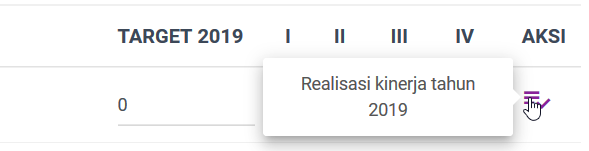 TARGET 2019 I II III IV AKSI
Realisasi kinerja tahun
0
2019